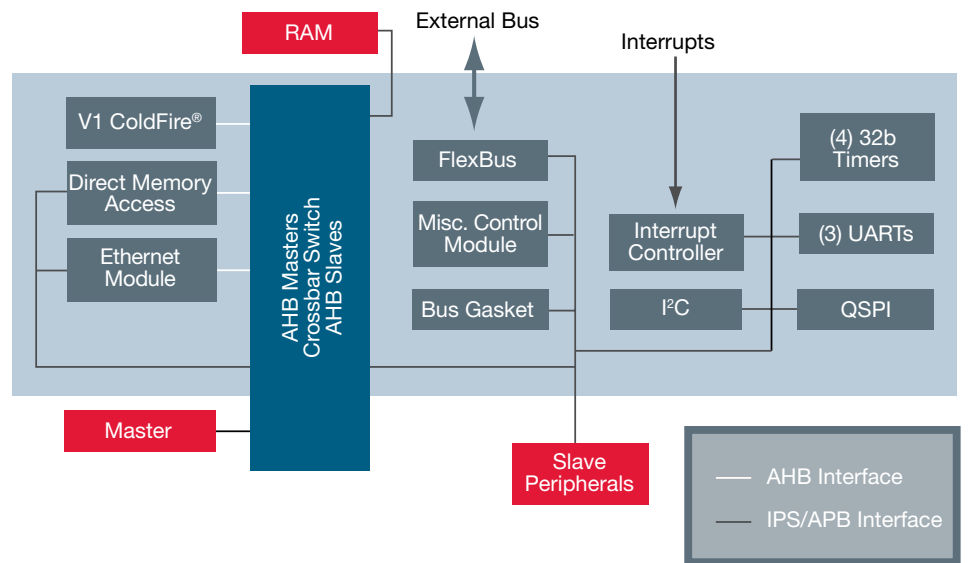 RAM
External Bus
Interrupts
V1 ColdFire®
Direct Memory
Access
Ethernet
Module
AHB Masters
Crossbar Switch
AHB Slaves
FlexBus
Misc. Control
Module
Bus Gasket
Interrupt
Controller
I²C
(4) 32b
Timers
(3) UARTs
QSPI
Master
Slave
Peripherals
AHB Interface
IPS/APB Interface